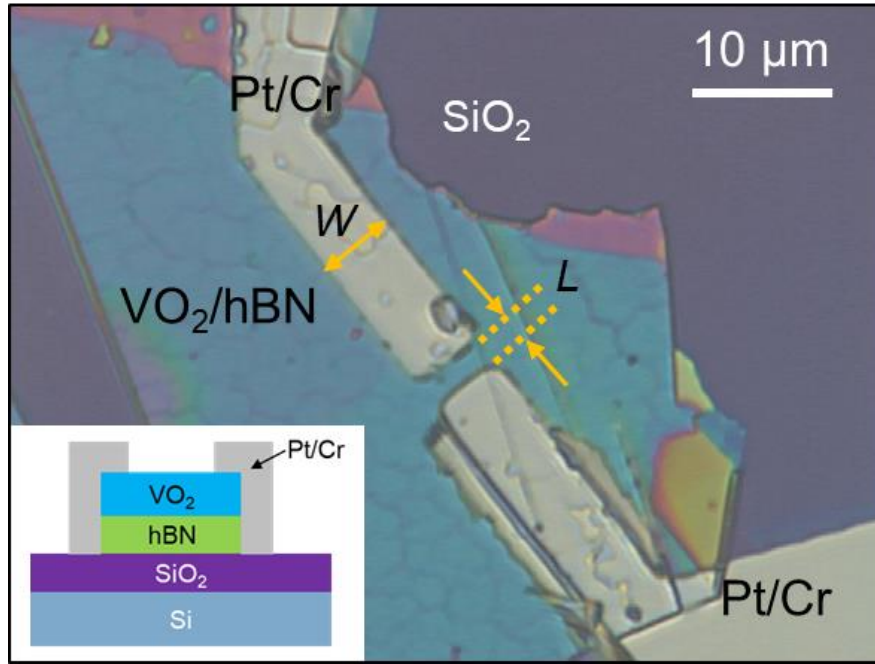 Pt/Cr
10 μm
SiO₂
W
L
VO₂/hBN
Pt/Cr
VO₂
hBN
SiO₂
Si
Pt/Cr